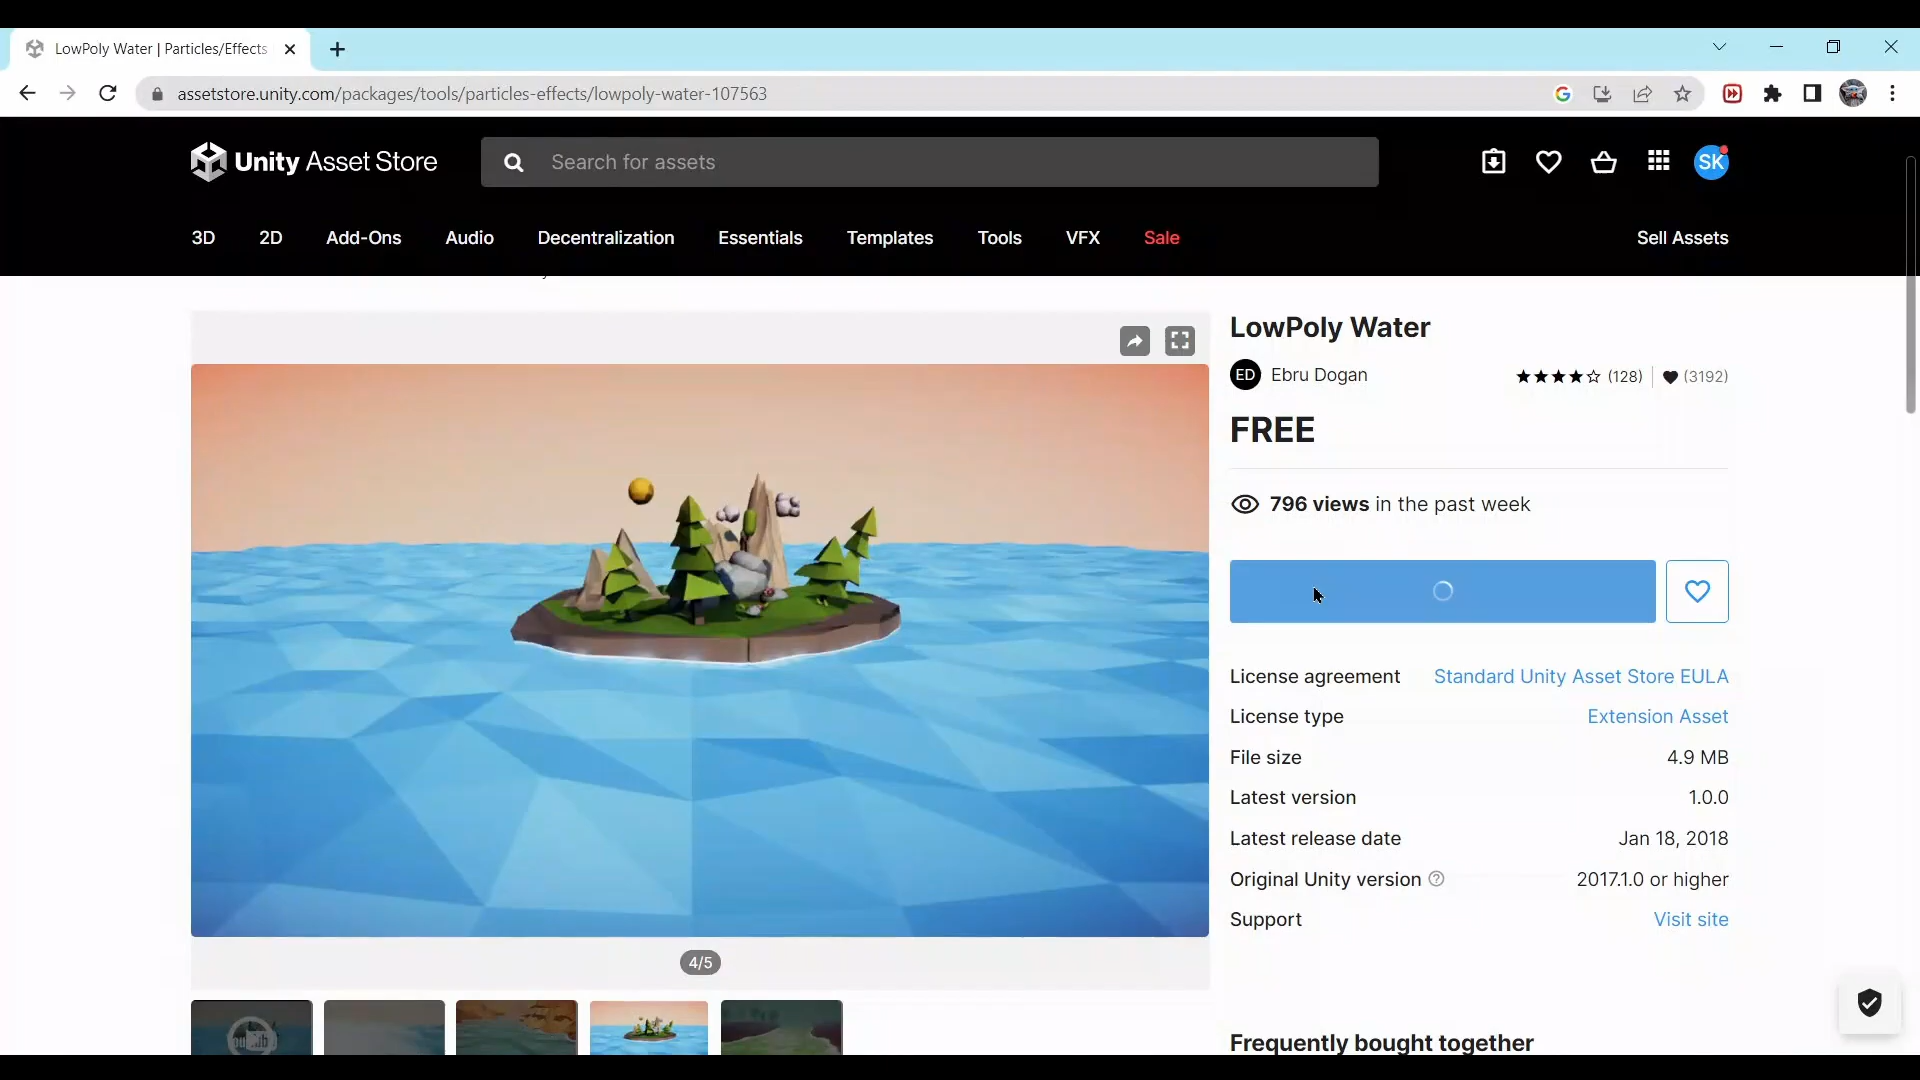 LowPoly Water | Particles/Effects
assetstore.unity.com/packages/tools/particles-effects/lowpoly-water-107563
Unity Asset Store
Search for assets
SK
3D 2D Add-Ons Audio Decentralization Essentials Templates Tools VFX Sale Sell Assets
LowPoly Water
ED Ebru Dogan (128) (3192)
FREE
796 views in the past week
License agreement Standard Unity Asset Store EULA
License type Extension Asset
File size 4.9 MB
Latest version 1.0.0
Latest release date Jan 18, 2018
Original Unity version 2017.1.0 or higher
Support Visit site
4/5
Frequently bought together